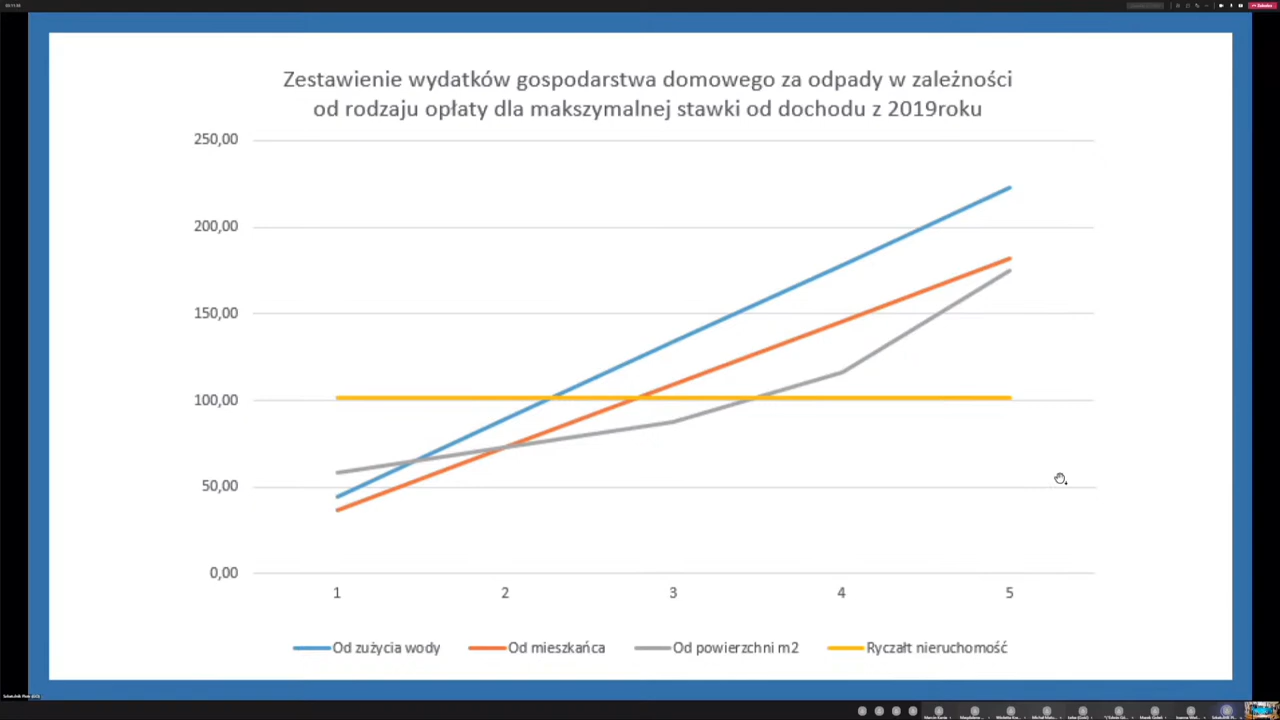 Zestawienie wydatków gospodarstwa domowego za odpady w zależności
od rodzaju opłaty dla makszymalnej stawki od dochodu z 2019roku
250,00
200,00
150,00
100,00
50,00
0,00
1 2 3 4 5
Od zużycia wody Od mieszkańca Od powierzchni m2 Ryczałt nieruchomość